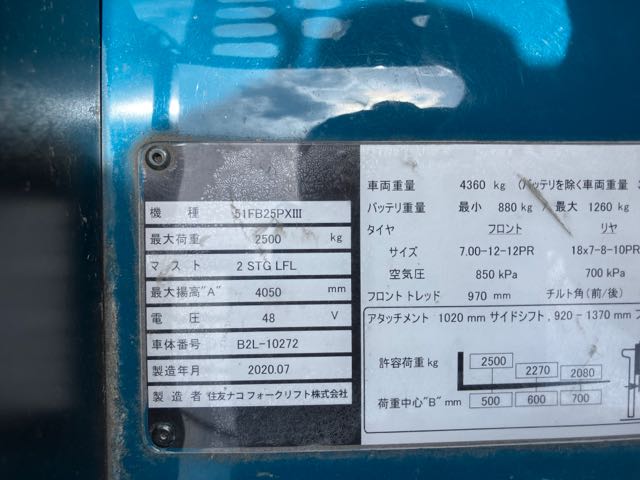 機 種 51FB25PXIII
最大荷重 2500 kg
マ ス ト 2 STG LFL
最大揚高"A" 4050 mm
電 圧 48 V
車体番号 B2L-10272
製造年月 2020.07
製 造 者 住友ナコ フォークリフト株式会社
車両重量 4360 kg (バッテリを除く車両重量
バッテリ重量 最小 880 kg / 最大 1260 kg
タイヤ フロント リヤ
サイズ 7.00-12-12PR 18x7-8-10PR
空気圧 850 kPa 700 kPa
フロント トレッド 970 mm チルト角 (前/後)
アタッチメント 1020 mm サイドシフト , 920 - 1370 mm
許容荷重 kg 2500 2270 2080
荷重中心"B" mm 500 600 700